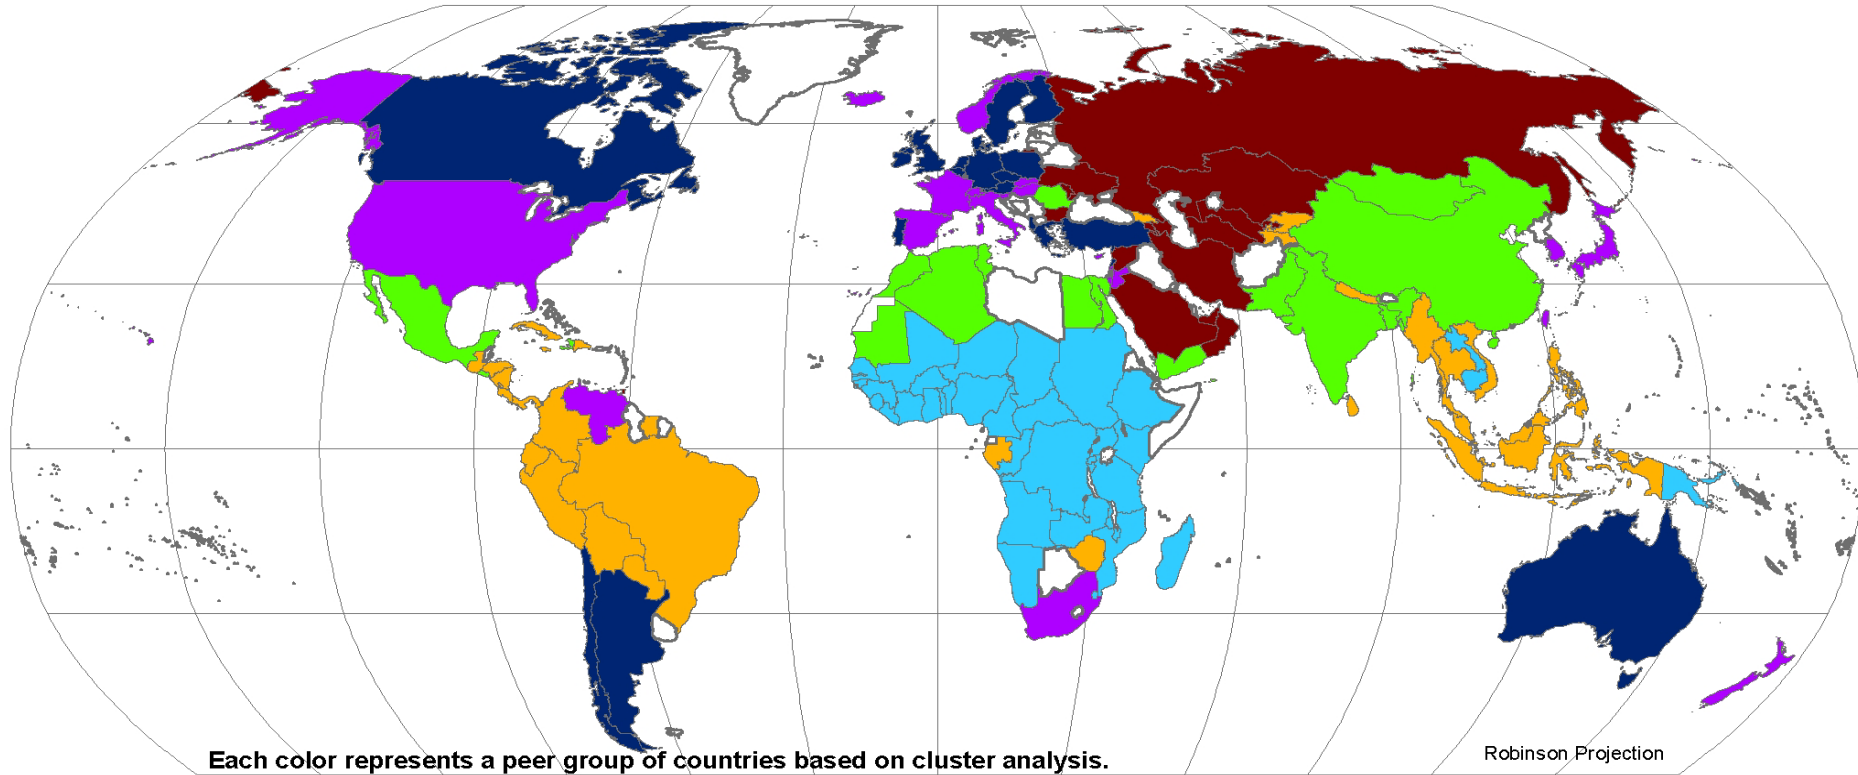 Each color represents a peer group of countries based on cluster analysis.
Robinson Projection